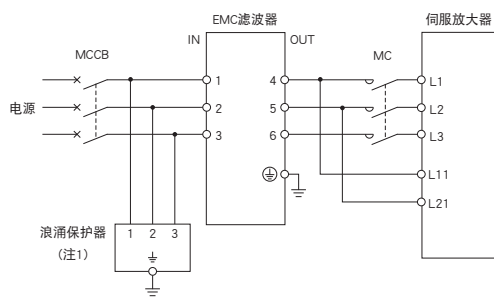 EMC滤波器
伺服放大器
MCCB
IN
OUT
MC
1
4
L1
电源
2
5
L2
3
6
L3
L11
L21
浪涌保护器
(注1)
1 2 3